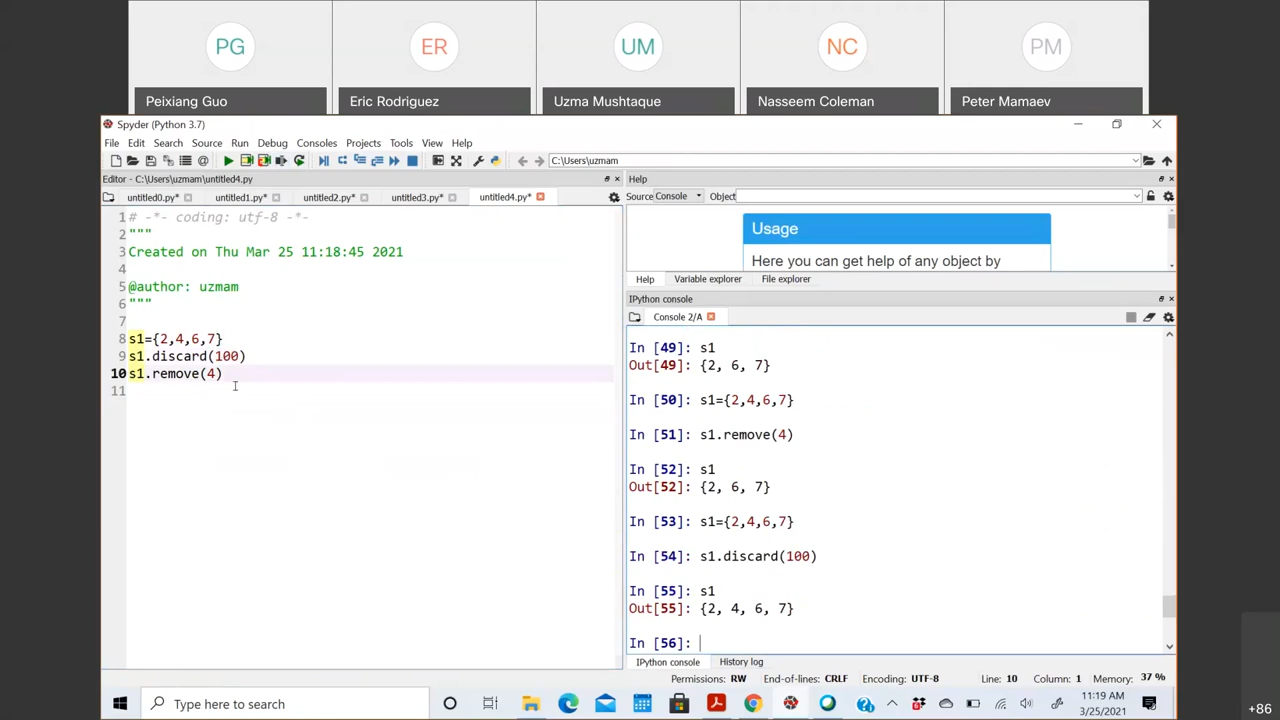 PG
ER
UM
NC
PM
Peixiang Guo
Eric Rodriguez
Uzma Mushtaque
Nasseem Coleman
Peter Mamaev
Spyder (Python 3.7)
File Edit Search Source Run Debug Consoles Projects Tools View Help
C:\Users\uzmam
Editor - C:\Users\uzmam\untitled4.py
untitled0.py* untitled1.py* untitled2.py* untitled3.py* untitled4.py*
1 # -*- coding: utf-8 -*-
2 """
3 Created on Thu Mar 25 11:18:45 2021
4
5 @author: uzmam
6 """
7
8 s1={2,4,6,7}
9 s1.discard(100)
10 s1.remove(4)
11
Help
Source Console Object
Usage
Here you can get help of any object by
Help Variable explorer File explorer
IPython console
Console 2/A
In [49]: s1
Out[49]: {2, 6, 7}
In [50]: s1={2,4,6,7}
In [51]: s1.remove(4)
In [52]: s1
Out[52]: {2, 6, 7}
In [53]: s1={2,4,6,7}
In [54]: s1.discard(100)
In [55]: s1
Out[55]: {2, 4, 6, 7}
In [56]:
IPython console History log
Permissions: RW End-of-lines: CRLF Encoding: UTF-8 Line: 10 Column: 1 Memory: 37 %
Type here to search
11:19 AM
3/25/2021
+86